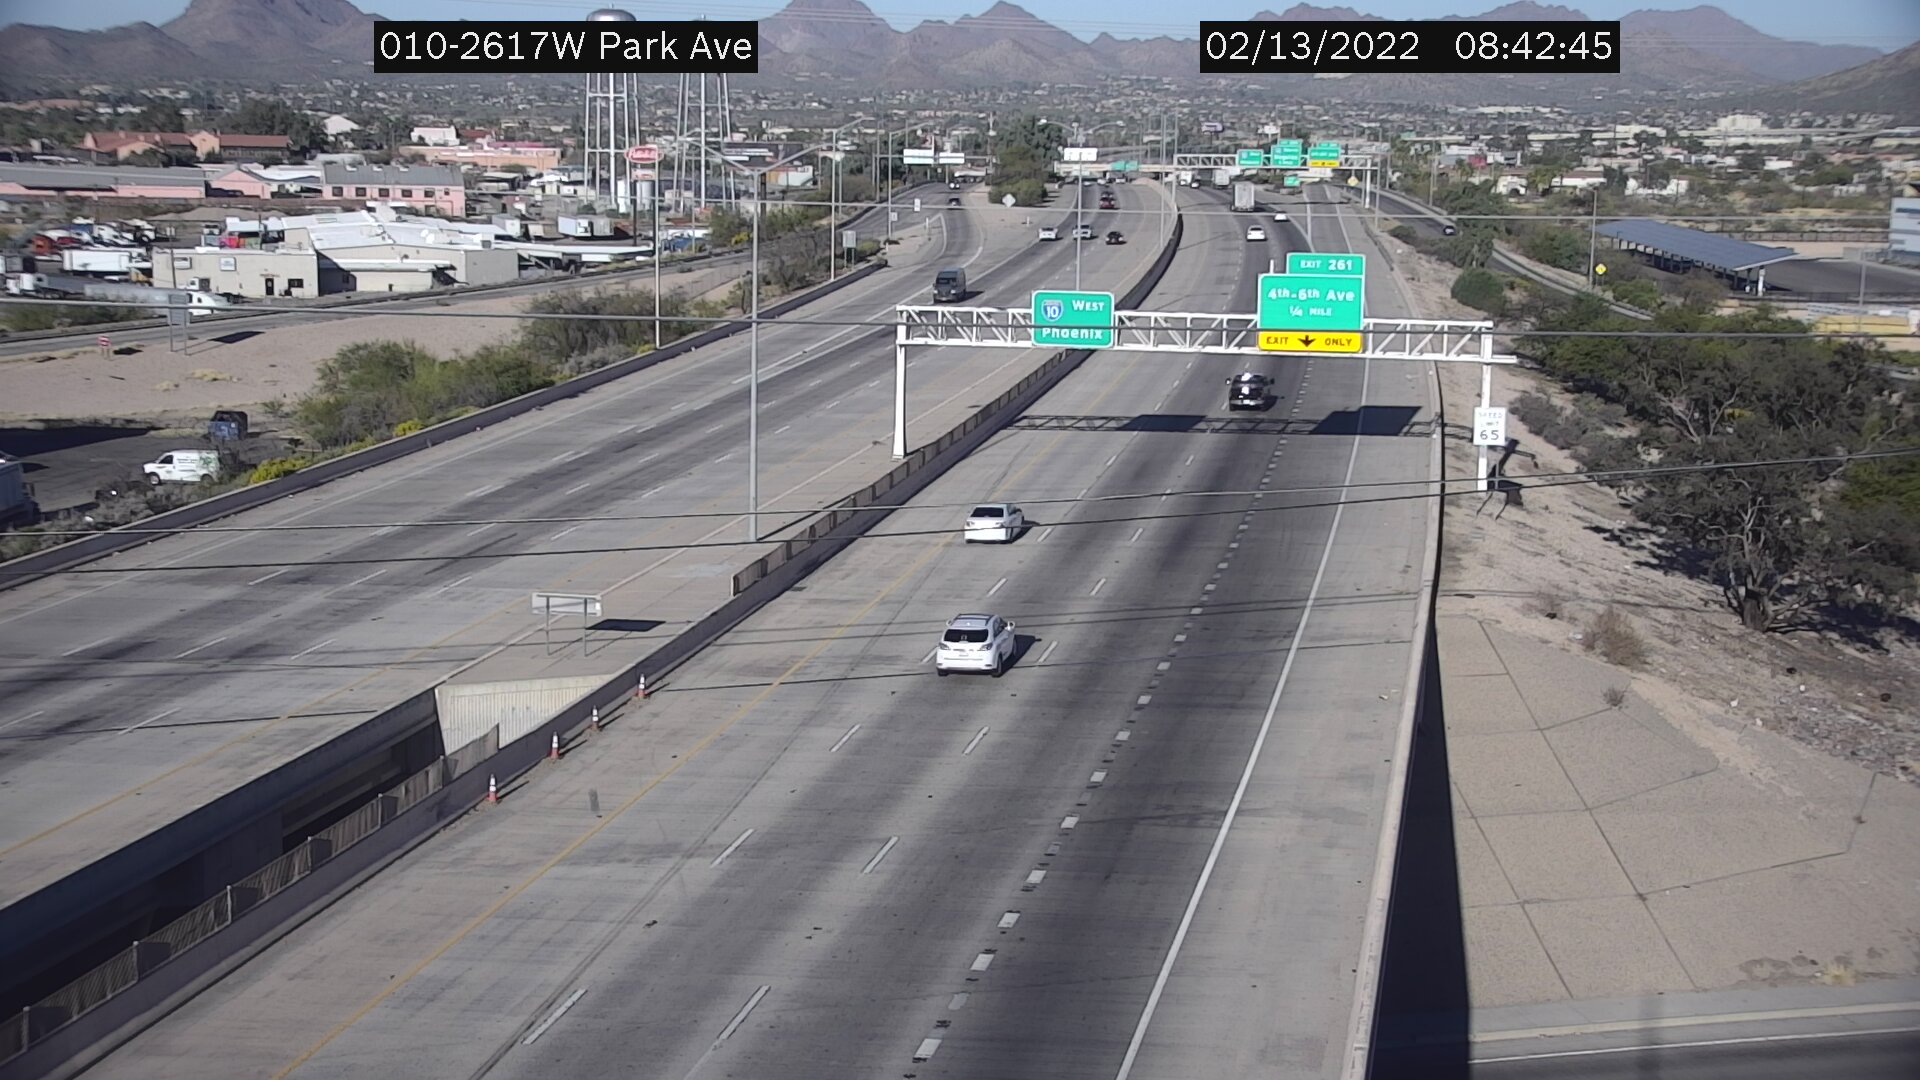 010-2617W Park Ave
02/13/2022 08:42:45
EXIT 261
WEST
10
4th-6th Ave
1/4 MILE
Phoenix
EXIT ONLY
SPEED
LIMIT
65